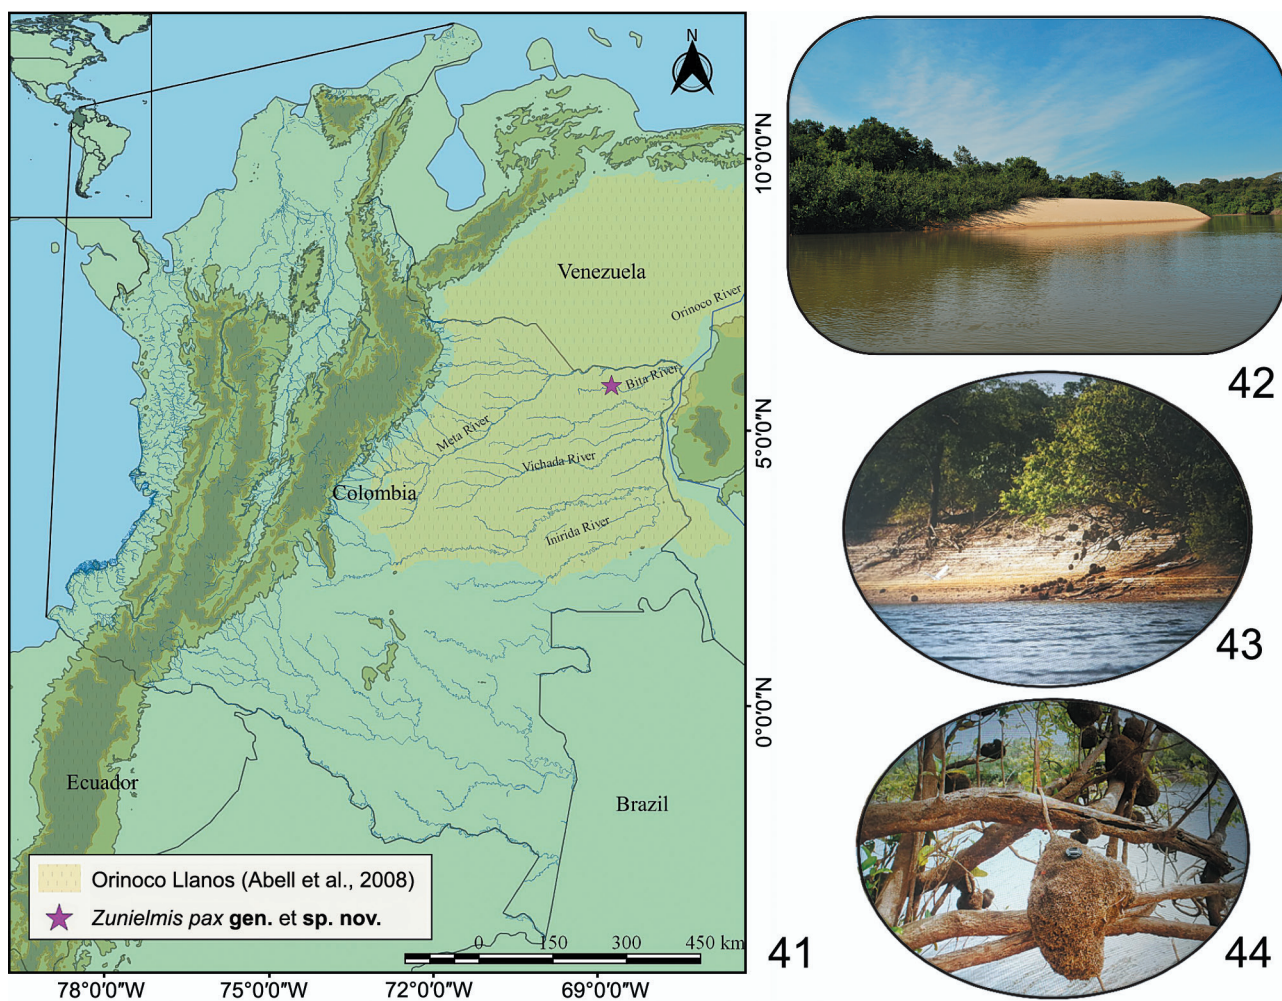 N
Venezuela
Orinoco River
Bita River
Meta River
Vichada River
Colombia
Inirida River
Ecuador
Brazil
Orinoco Llanos (Abell et al., 2008)
Zunielmis pax gen. et sp. nov.
0 150 300 450 km
78°0′0″W 75°0′0″W 72°0′0″W 69°0′0″W
10°0′0″N
5°0′0″N
0°0′0″N
41
42
43
44